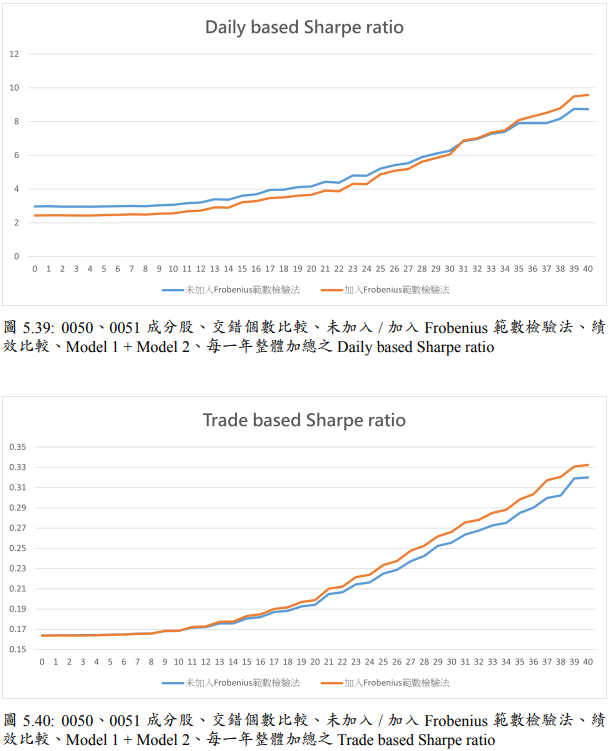 Daily based Sharpe ratio
12
10
8
6
4
2
0
0 1 2 3 4 5 6 7 8 9 10 11 12 13 14 15 16 17 18 19 20 21 22 23 24 25 26 27 28 29 30 31 32 33 34 35 36 37 38 39 40
未加入Frobenius範數檢驗法 加入Frobenius範數檢驗法
圖 5.39: 0050、0051 成分股、交錯個數比較、未加入 / 加入 Frobenius 範數檢驗法、績
效比較、Model 1 + Model 2、每一年整體加總之 Daily based Sharpe ratio
Trade based Sharpe ratio
0.35
0.33
0.31
0.29
0.27
0.25
0.23
0.21
0.19
0.17
0.15
0 1 2 3 4 5 6 7 8 9 10 11 12 13 14 15 16 17 18 19 20 21 22 23 24 25 26 27 28 29 30 31 32 33 34 35 36 37 38 39 40
未加入Frobenius範數檢驗法 加入Frobenius範數檢驗法
圖 5.40: 0050、0051 成分股、交錯個數比較、未加入 / 加入 Frobenius 範數檢驗法、績
效比較、Model 1 + Model 2、每一年整體加總之 Trade based Sharpe ratio